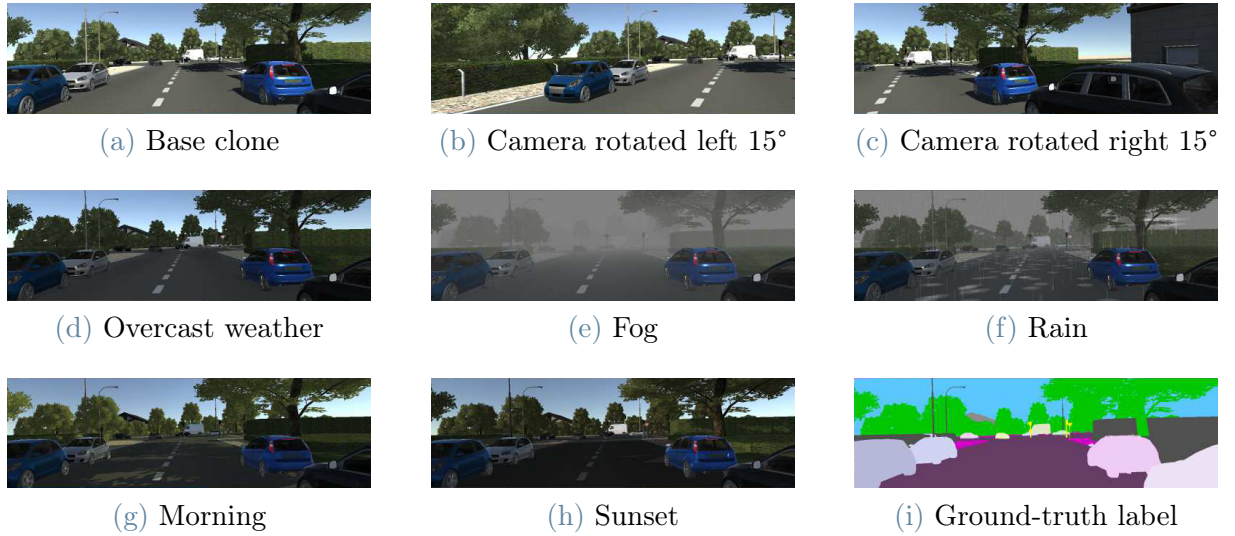 (a) Base clone
(b) Camera rotated left 15°
(c) Camera rotated right 15°
(d) Overcast weather
(e) Fog
(f) Rain
(g) Morning
(h) Sunset
(i) Ground-truth label